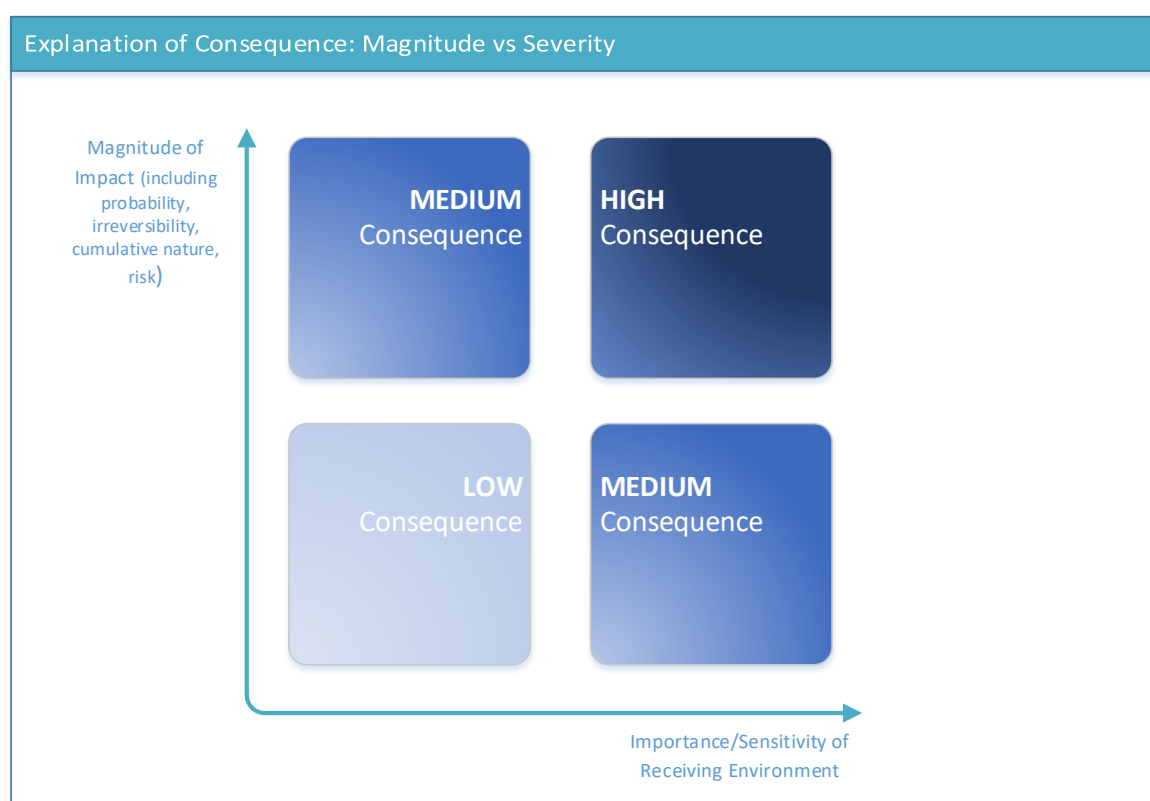 Explanation of Consequence: Magnitude vs Severity
Magnitude of
Impact (including
probability,
irreversibility,
cumulative nature,
risk)
MEDIUM
Consequence
HIGH
Consequence
LOW
Consequence
MEDIUM
Consequence
Importance/Sensitivity of
Receiving Environment